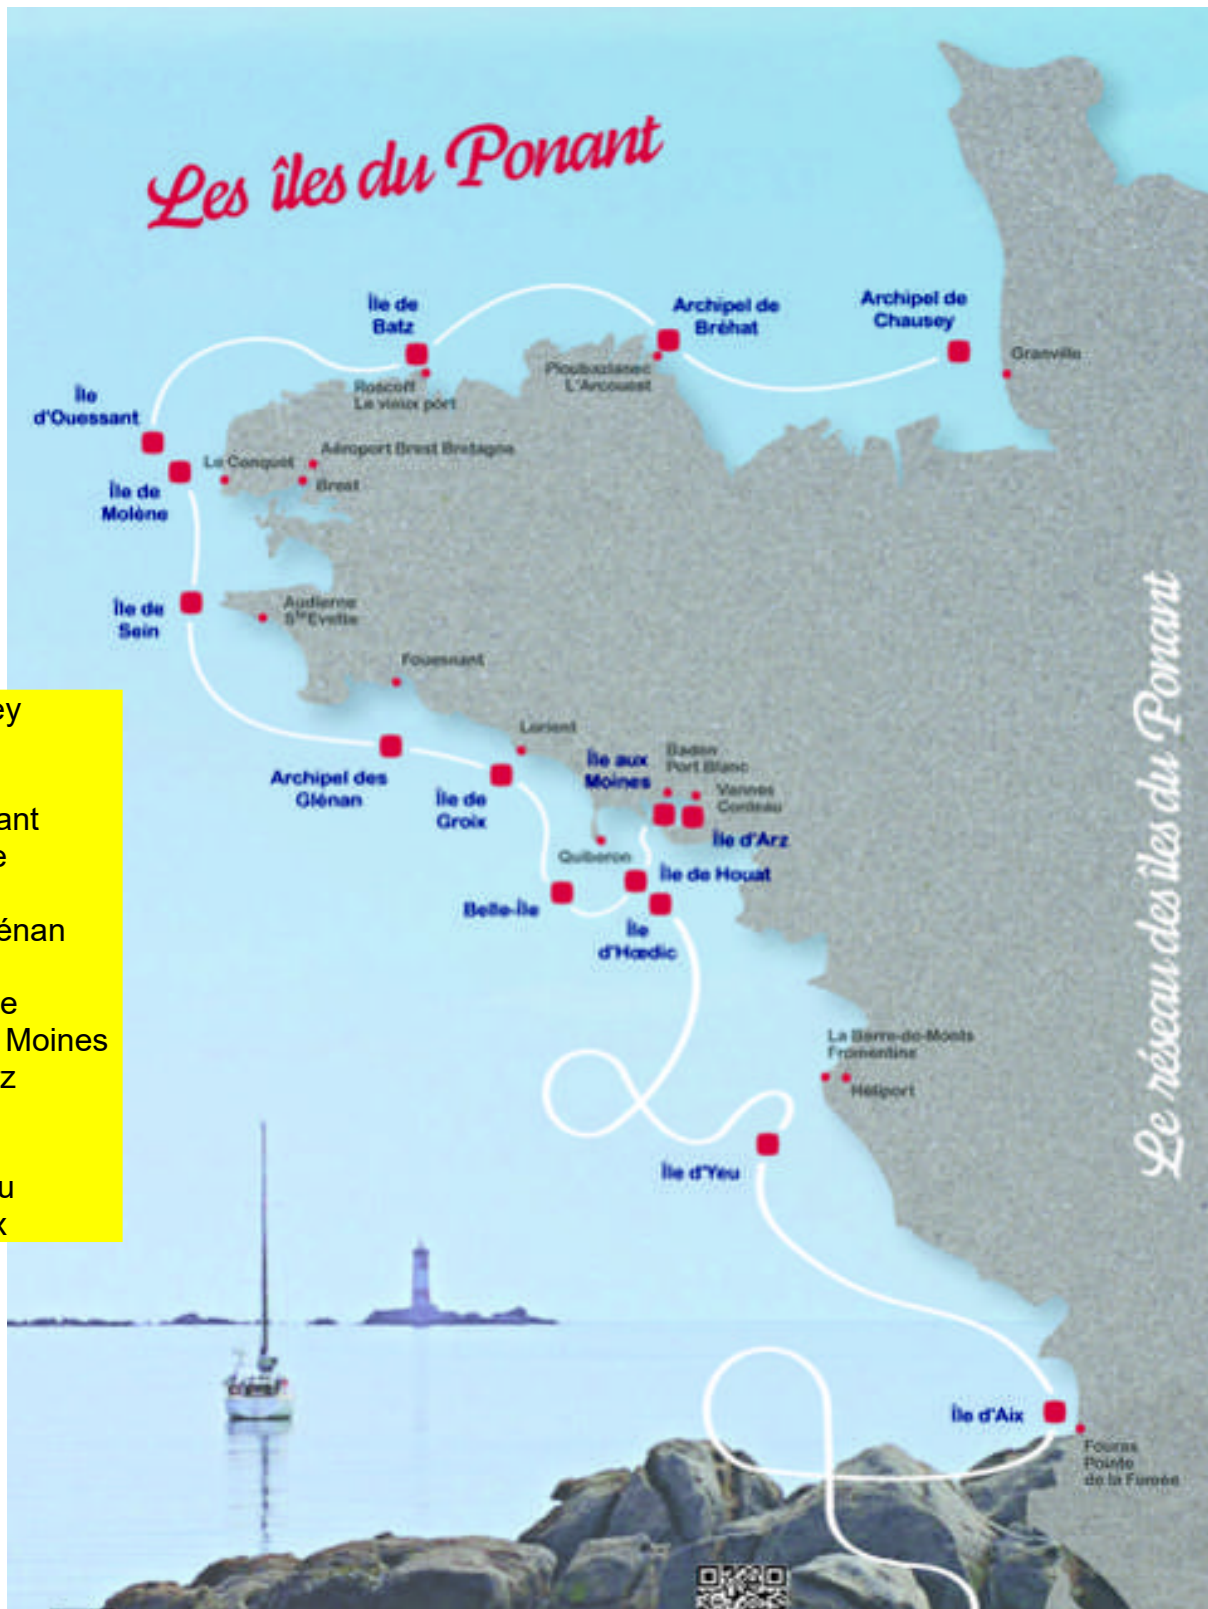 Les îles du Ponant
Île de
Batz
Archipel de
Bréhat
Archipel de
Chausey
Granville
Ploubazlanec
L'Arcouest
Roscoff
Le vieux port
Île
d'Ouessant
Aéroport Brest Bretagne
Le Conquet
Brest
Île de
Molène
Île de
Sein
Audierne
Ste Evette
Fouesnant
Lorient
Archipel des
Glénan
Île de
Groix
Île aux
Moines
Baden
Port Blanc
Vannes
Conleau
Île d'Arz
Quiberon
Île de Houat
Belle-Île
Île
d'Hœdic
La Barre-de-Monts
Fromentine
Héliport
Île d'Yeu
Île d'Aix
Fouras
Pointe
de la Fumée
Le réseau des îles du Ponant
ey
ant
e
énan
e
Moines
z
u
x